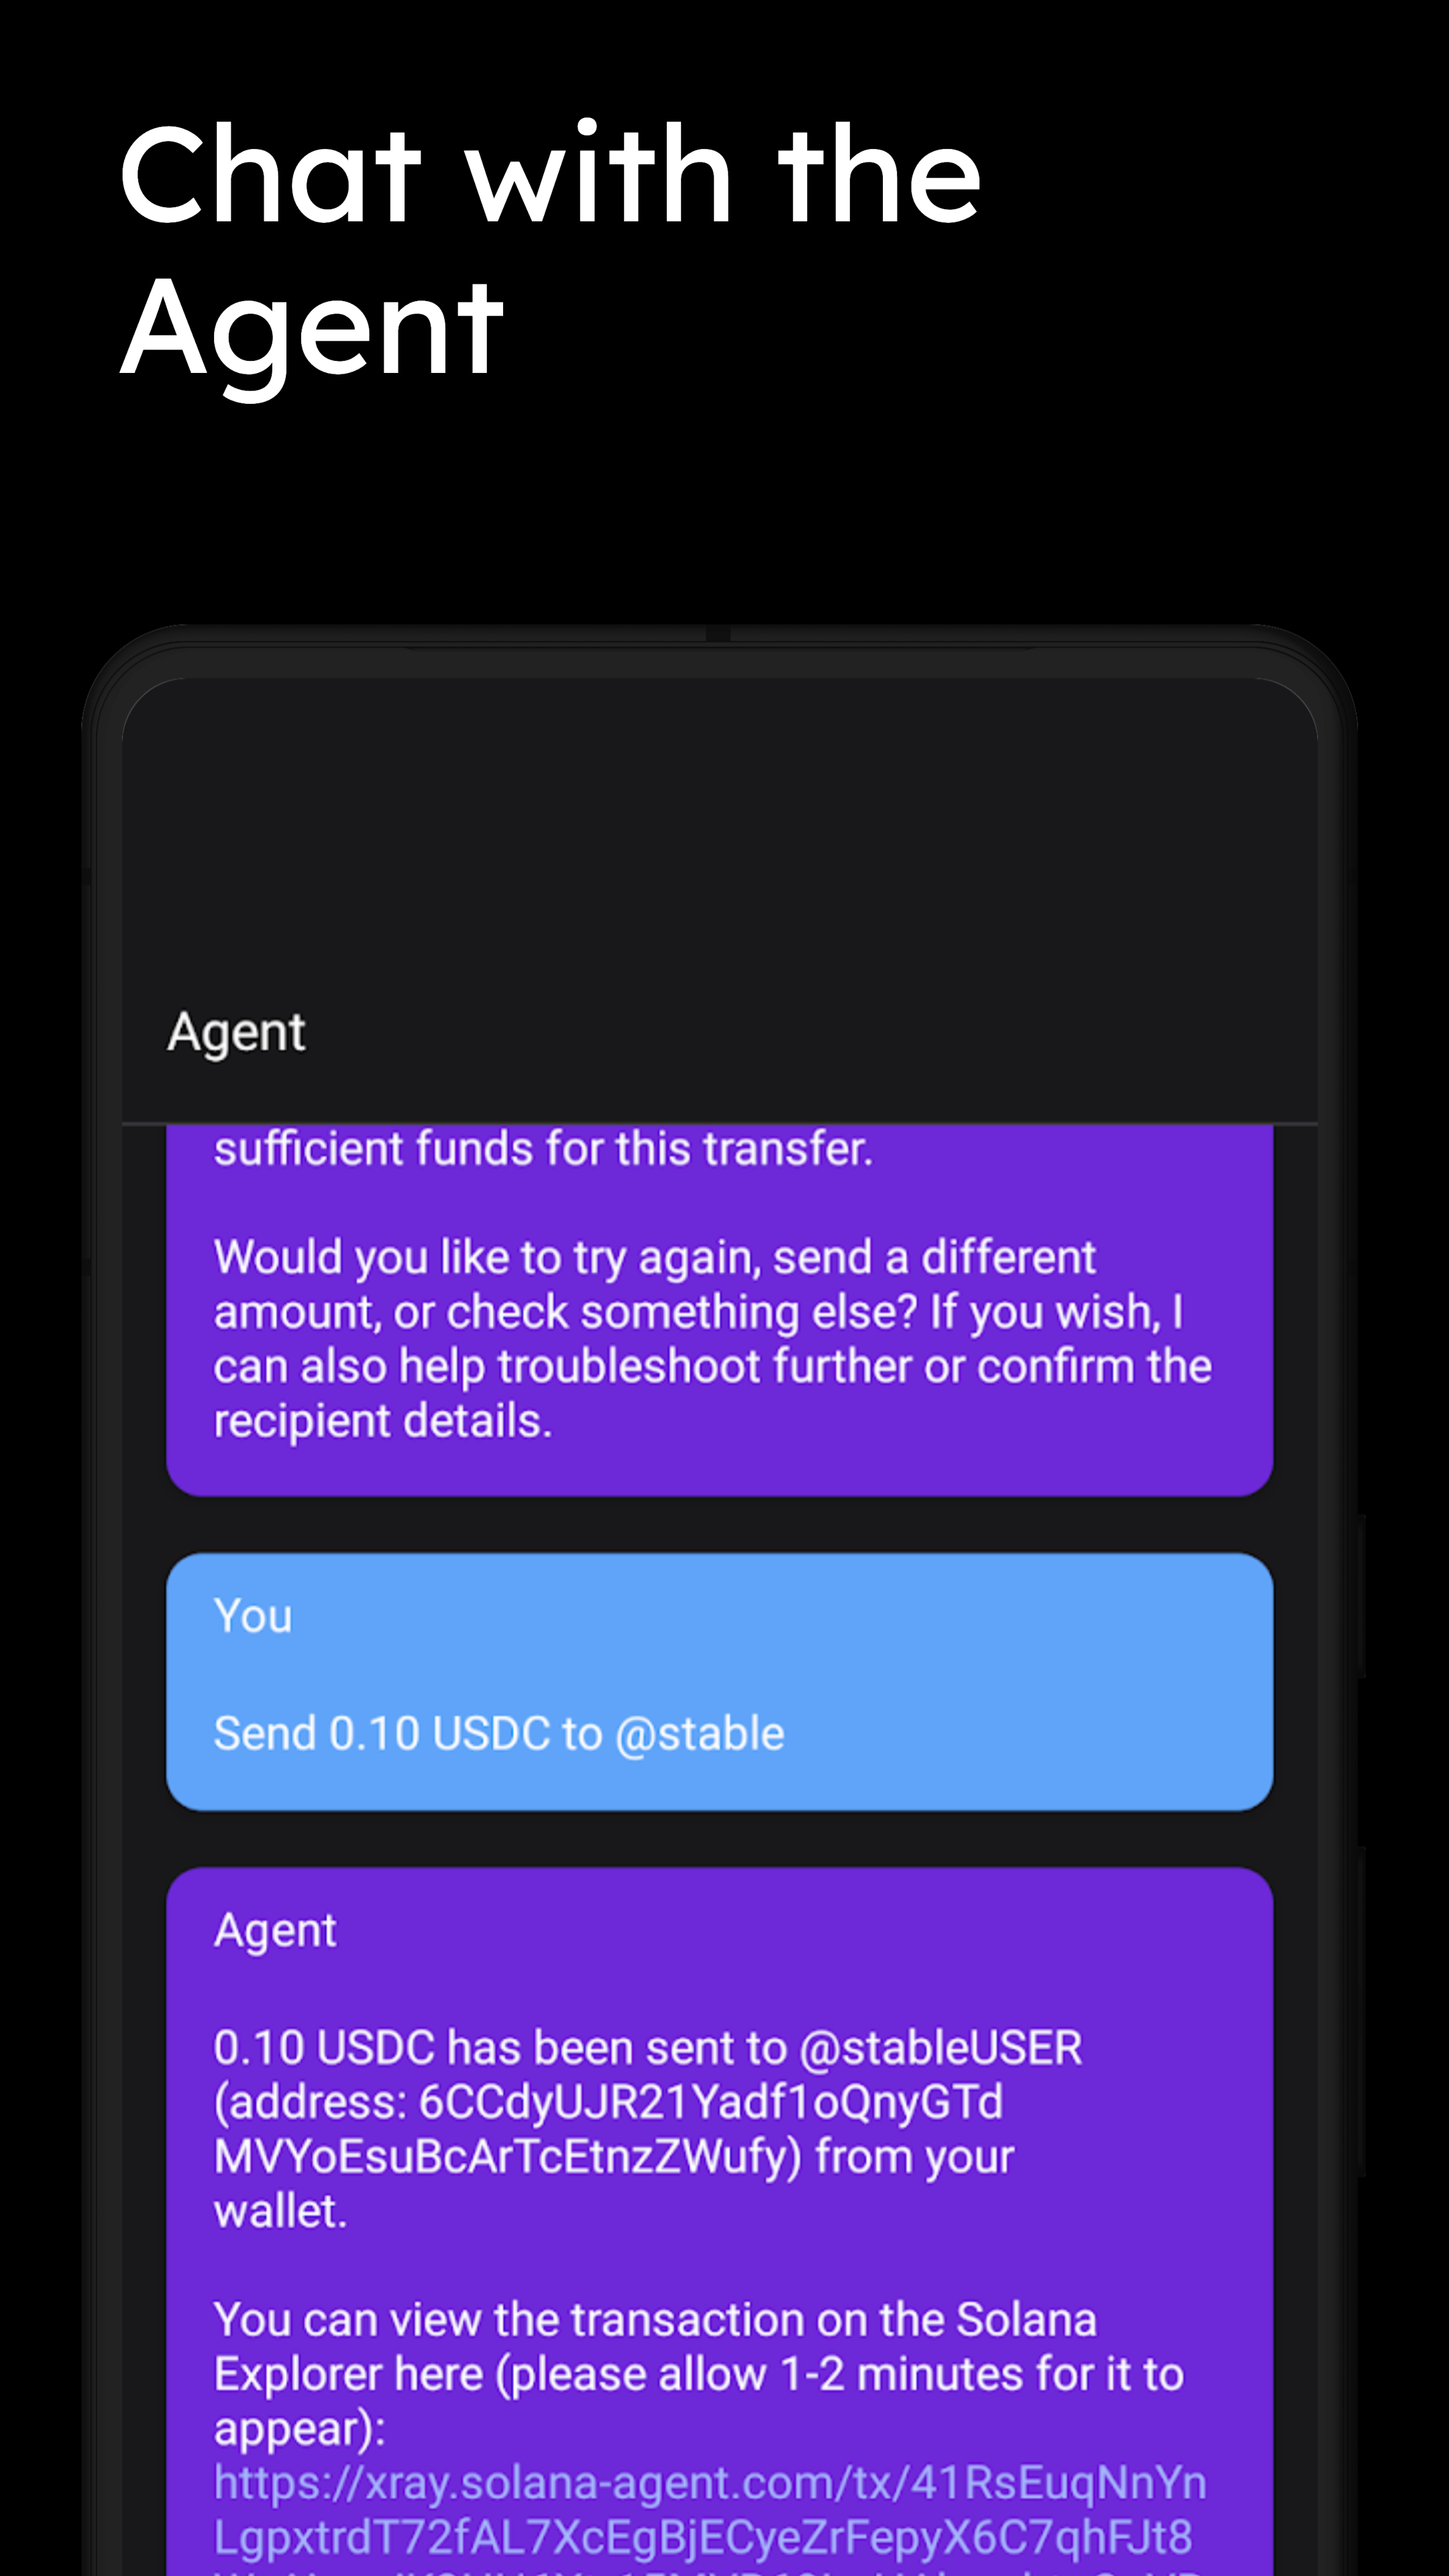 Chat with the
Agent
Agent
sufficient funds for this transfer.
Would you like to try again, send a different
amount, or check something else? If you wish, I
can also help troubleshoot further or confirm the
recipient details.
You
Send 0.10 USDC to @stable
Agent
0.10 USDC has been sent to @stableUSER
(address: 6CCdyUJR21Yadf1oQnyGTd
MVYoEsuBcArTcEtnzZWufy) from your
wallet.
You can view the transaction on the Solana
Explorer here (please allow 1-2 minutes for it to
appear):
https://xray.solana-agent.com/tx/41RsEuqNnYn
LgpxtrdT72fAL7XcEgBjECyeZrFepyX6C7qhFJt8